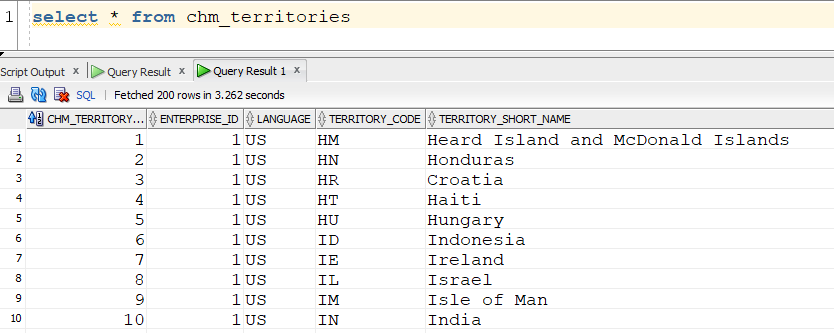 1 select * from chm_territories
Script Output x Query Result x Query Result 1 x
SQL | Fetched 200 rows in 3.262 seconds
CHM_TERRITORY... ENTERPRISE_ID LANGUAGE TERRITORY_CODE TERRITORY_SHORT_NAME
1 1 1 US HM Heard Island and McDonald Islands
2 2 1 US HN Honduras
3 3 1 US HR Croatia
4 4 1 US HT Haiti
5 5 1 US HU Hungary
6 6 1 US ID Indonesia
7 7 1 US IE Ireland
8 8 1 US IL Israel
9 9 1 US IM Isle of Man
10 10 1 US IN India